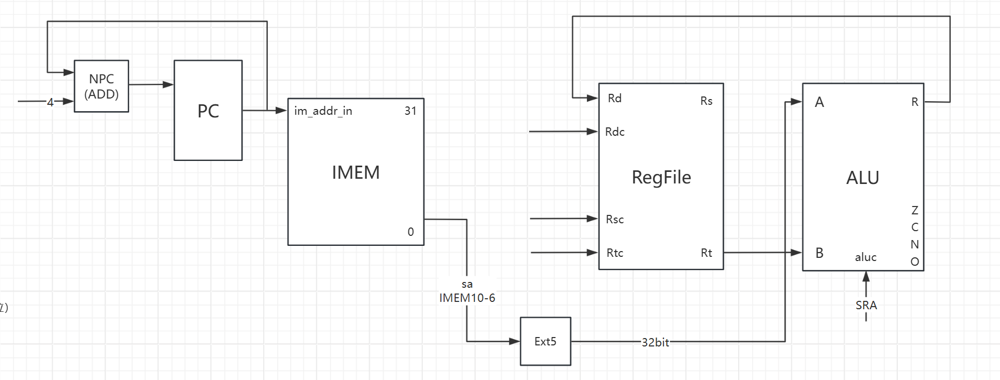 NPC
(ADD)
4
PC
im_addr_in
31
IMEM
0
sa
IMEM10-6
Ext5
32bit
Rd
Rs
Rdc
RegFile
Rsc
Rtc
Rt
A
R
ALU
Z
C
N
O
B
aluc
SRA
)